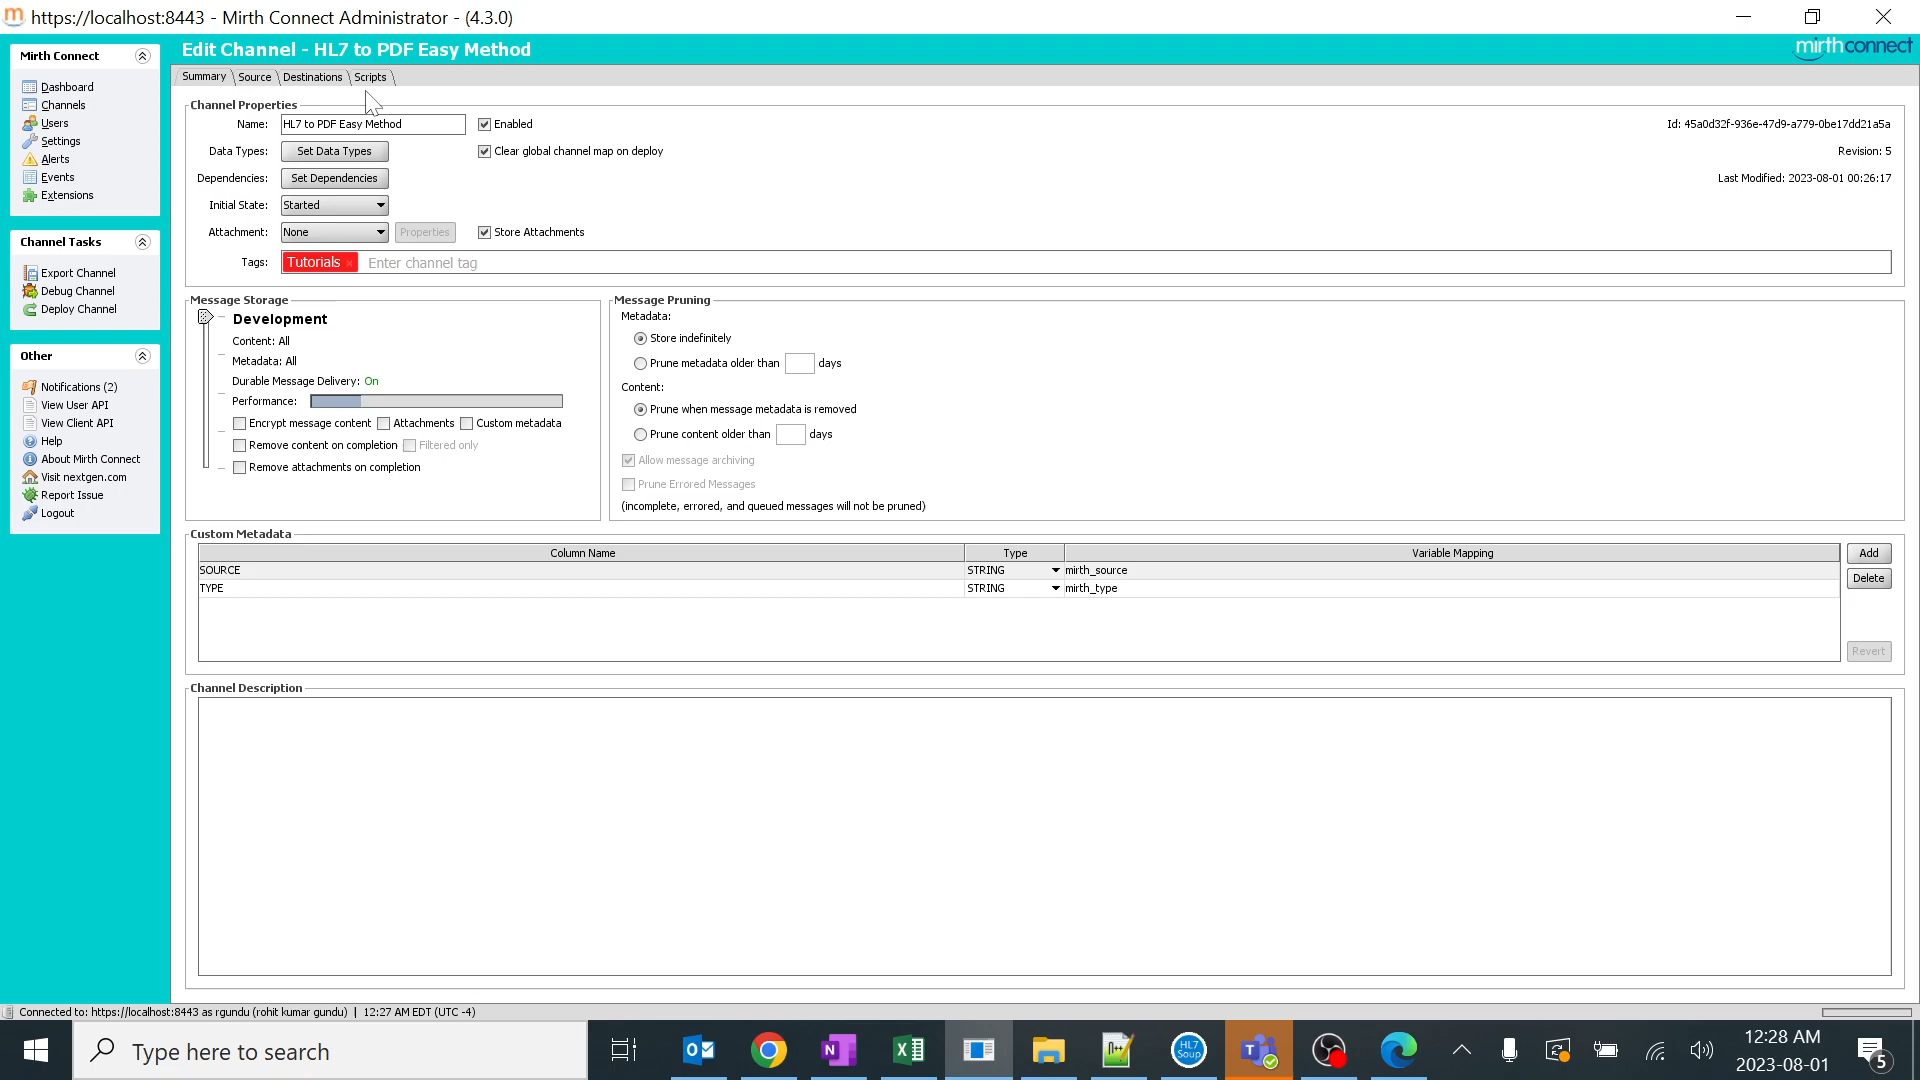 https://localhost:8443 - Mirth Connect Administrator - (4.3.0)
Mirth Connect
Dashboard
Channels
Users
Settings
Alerts
Events
Extensions
Channel Tasks
Export Channel
Debug Channel
Deploy Channel
Other
Notifications (2)
View User API
View Client API
Help
About Mirth Connect
Visit nextgen.com
Report Issue
Logout
Edit Channel - HL7 to PDF Easy Method
mirthconnect
Summary Source Destinations Scripts
Channel Properties
Name: HL7 to PDF Easy Method Enabled Id: 45a0d32f-936e-47d9-a779-0be17dd21a5a
Data Types: Set Data Types Clear global channel map on deploy Revision: 5
Dependencies: Set Dependencies Last Modified: 2023-08-01 00:26:17
Initial State: Started
Attachment: None Properties Store Attachments
Tags: Tutorials × Enter channel tag
Message Storage
Development
Content: All
Metadata: All
Durable Message Delivery: On
Performance:
Encrypt message content Attachments Custom metadata
Remove content on completion Filtered only
Remove attachments on completion
Message Pruning
Metadata:
Store indefinitely
Prune metadata older than days
Content:
Prune when message metadata is removed
Prune content older than days
Allow message archiving
Prune Errored Messages
(incomplete, errored, and queued messages will not be pruned)
Custom Metadata
Column Name Type Variable Mapping
SOURCE STRING mirth_source
TYPE STRING mirth_type
Add
Delete
Revert
Channel Description
Connected to: https://localhost:8443 as rgundu (rohit kumar gundu) | 12:27 AM EDT (UTC -4)
Type here to search
HL7
Soup
12:28 AM
2023-08-01
5